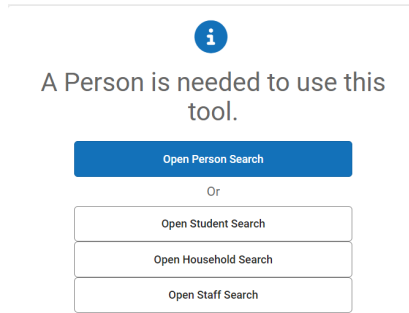 A Person is needed to use this
tool.
Open Person Search
Or
Open Student Search
Open Household Search
Open Staff Search